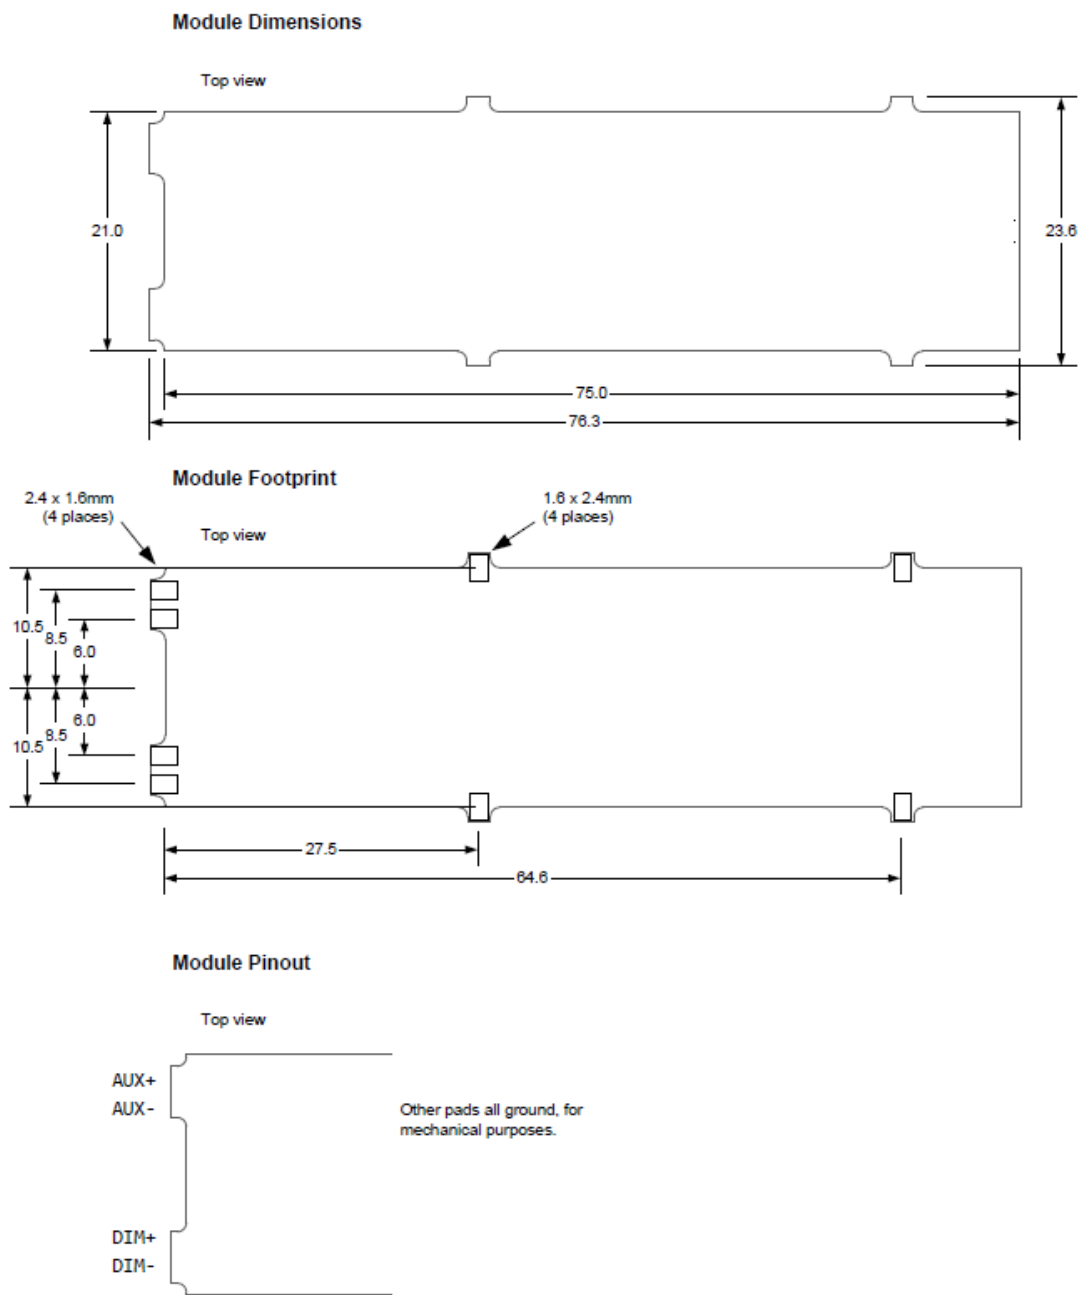 Module Dimensions
Top view
21.0
23.6
75.0
76.3
Module Footprint
2.4 x 1.6mm
(4 places)
1.6 x 2.4mm
(4 places)
Top view
10.5
8.5
6.0
6.0
8.5
10.5
27.5
64.6
Module Pinout
Top view
AUX+
AUX-
Other pads all ground, for
mechanical purposes.
DIM+
DIM-